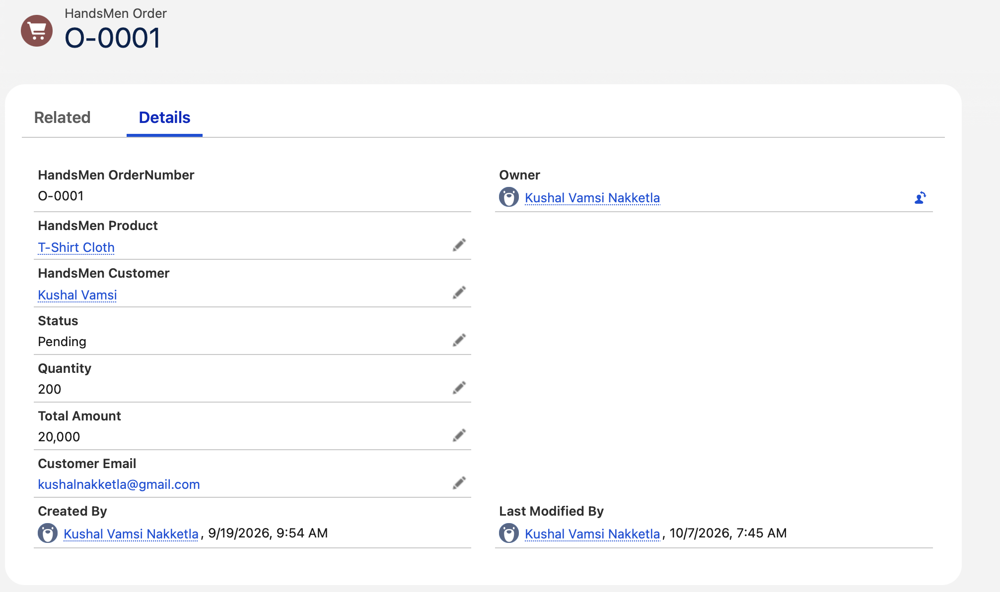 HandsMen Order
O-0001
Related
Details
HandsMen OrderNumber
O-0001
Owner
Kushal Vamsi Nakketla
HandsMen Product
T-Shirt Cloth
HandsMen Customer
Kushal Vamsi
Status
Pending
Quantity
200
Total Amount
20,000
Customer Email
kushalnakketla@gmail.com
Created By
Kushal Vamsi Nakketla, 9/19/2026, 9:54 AM
Last Modified By
Kushal Vamsi Nakketla, 10/7/2026, 7:45 AM